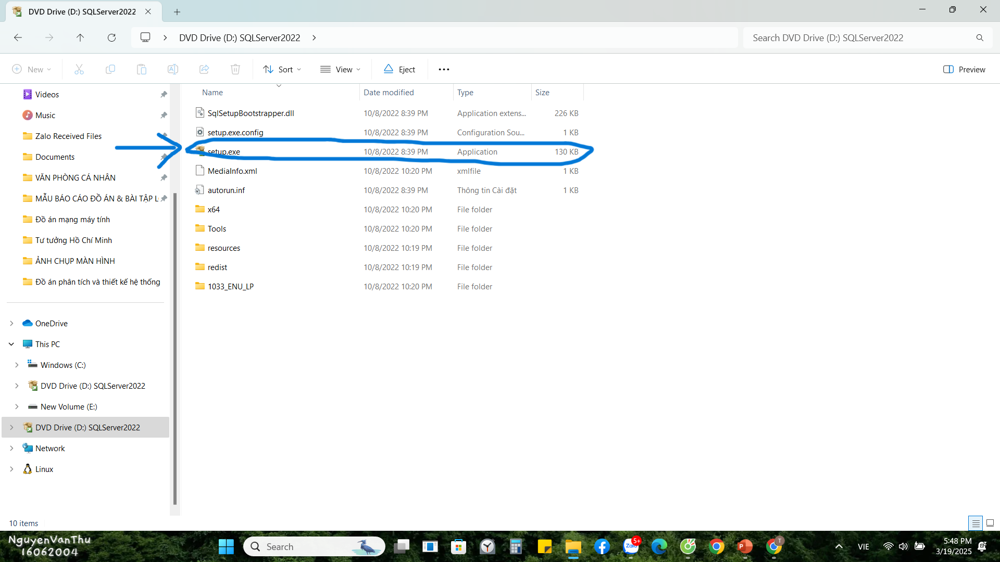 DVD Drive (D:) SQLServer2022
DVD Drive (D:) SQLServer2022
Search DVD Drive (D:) SQLServer2022
New
Sort
View
Eject
Preview
Videos
Music
Zalo Received Files
Documents
VĂN PHÒNG CÁ NHÂN
MẪU BÁO CÁO ĐỒ ÁN & BÀI TẬP L
Đồ án mạng máy tính
Tư tưởng Hồ Chí Minh
ẢNH CHỤP MÀN HÌNH
Đồ án phân tích và thiết kế hệ thống
OneDrive
This PC
Windows (C:)
DVD Drive (D:) SQLServer2022
New Volume (E:)
DVD Drive (D:) SQLServer2022
Network
Linux
Name Date modified Type Size
SqlSetupBootstrapper.dll 10/8/2022 8:39 PM Application extens... 226 KB
setup.exe.config 10/8/2022 8:39 PM Configuration Sou... 1 KB
setup.exe 10/8/2022 8:39 PM Application 130 KB
MediaInfo.xml 10/8/2022 10:20 PM xmlfile 1 KB
autorun.inf 10/8/2022 8:39 PM Thông tin Cài đặt 1 KB
x64 10/8/2022 10:20 PM File folder
Tools 10/8/2022 10:20 PM File folder
resources 10/8/2022 10:19 PM File folder
redist 10/8/2022 10:19 PM File folder
1033_ENU_LP 10/8/2022 10:20 PM File folder
10 items
NguyenVanThu
16062004
Search
Zalo
5+
P
T
VIE
5:48 PM
3/19/2025